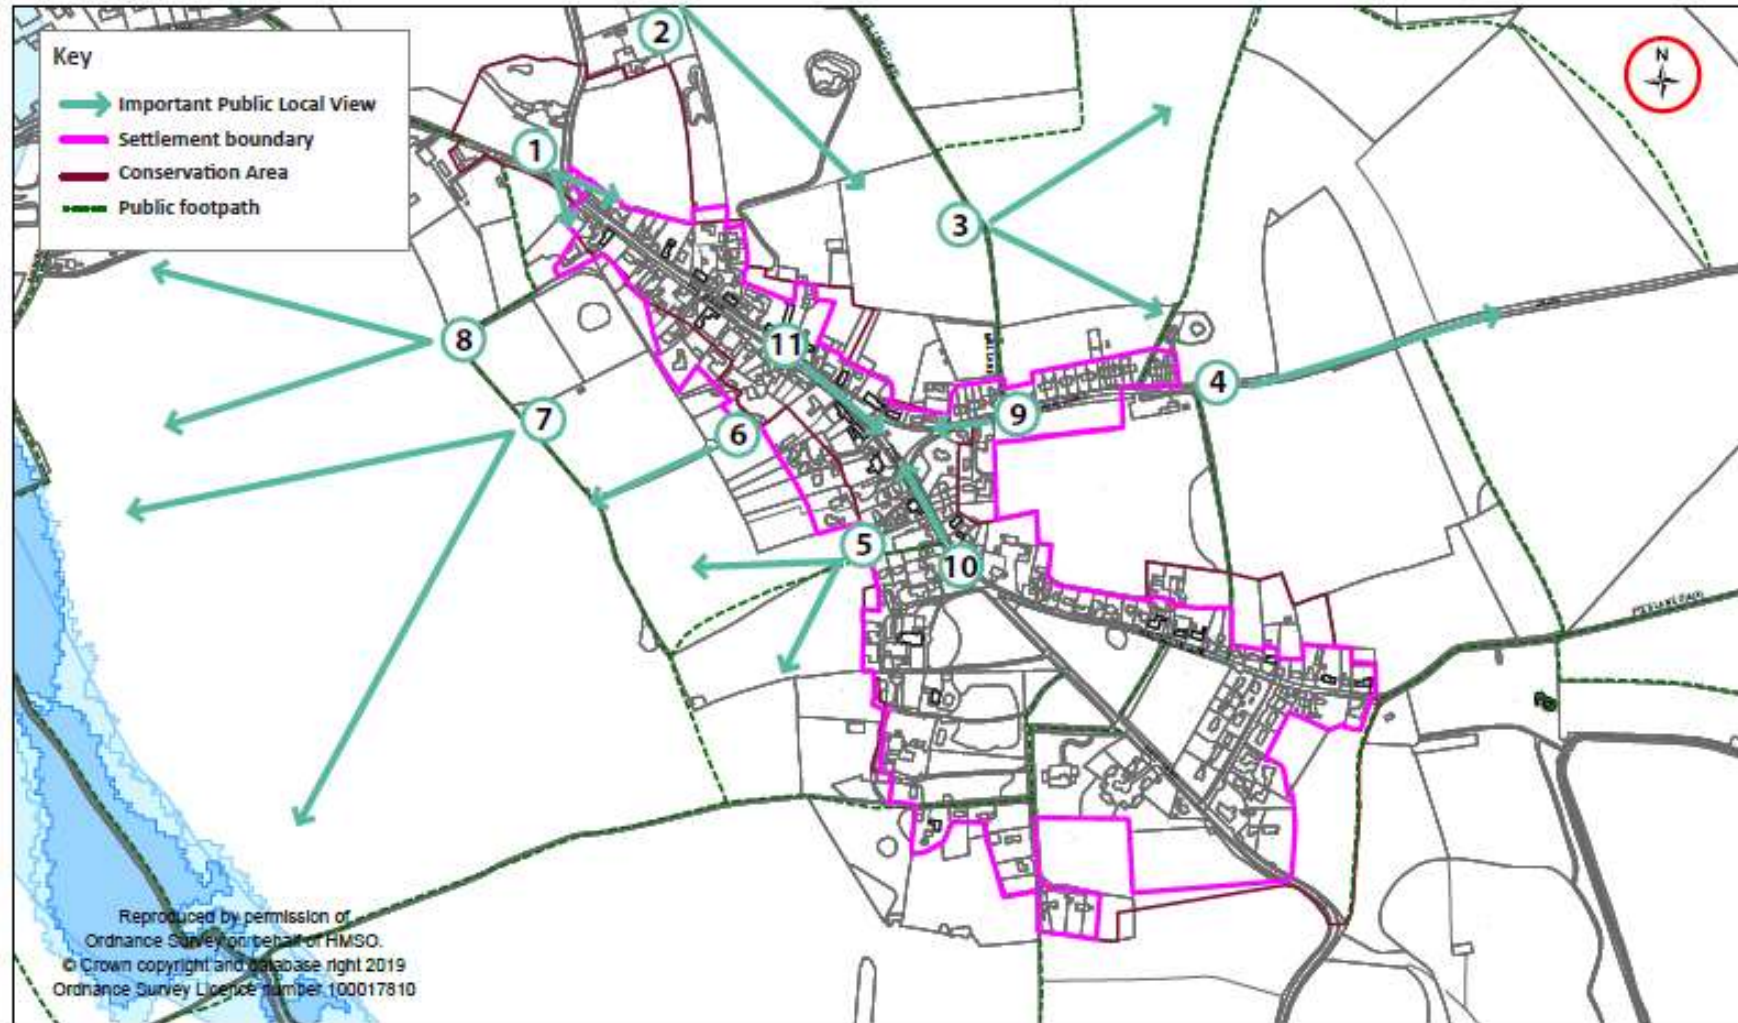 Key
Important Public Local View
Settlement boundary
Conservation Area
Public footpath
N
1
2
3
4
5
6
7
8
9
10
11
Reproduced by permission of
Ordnance Survey on behalf of HMSO.
© Crown copyright and database right 2019
Ordnance Survey Licence number 100017810